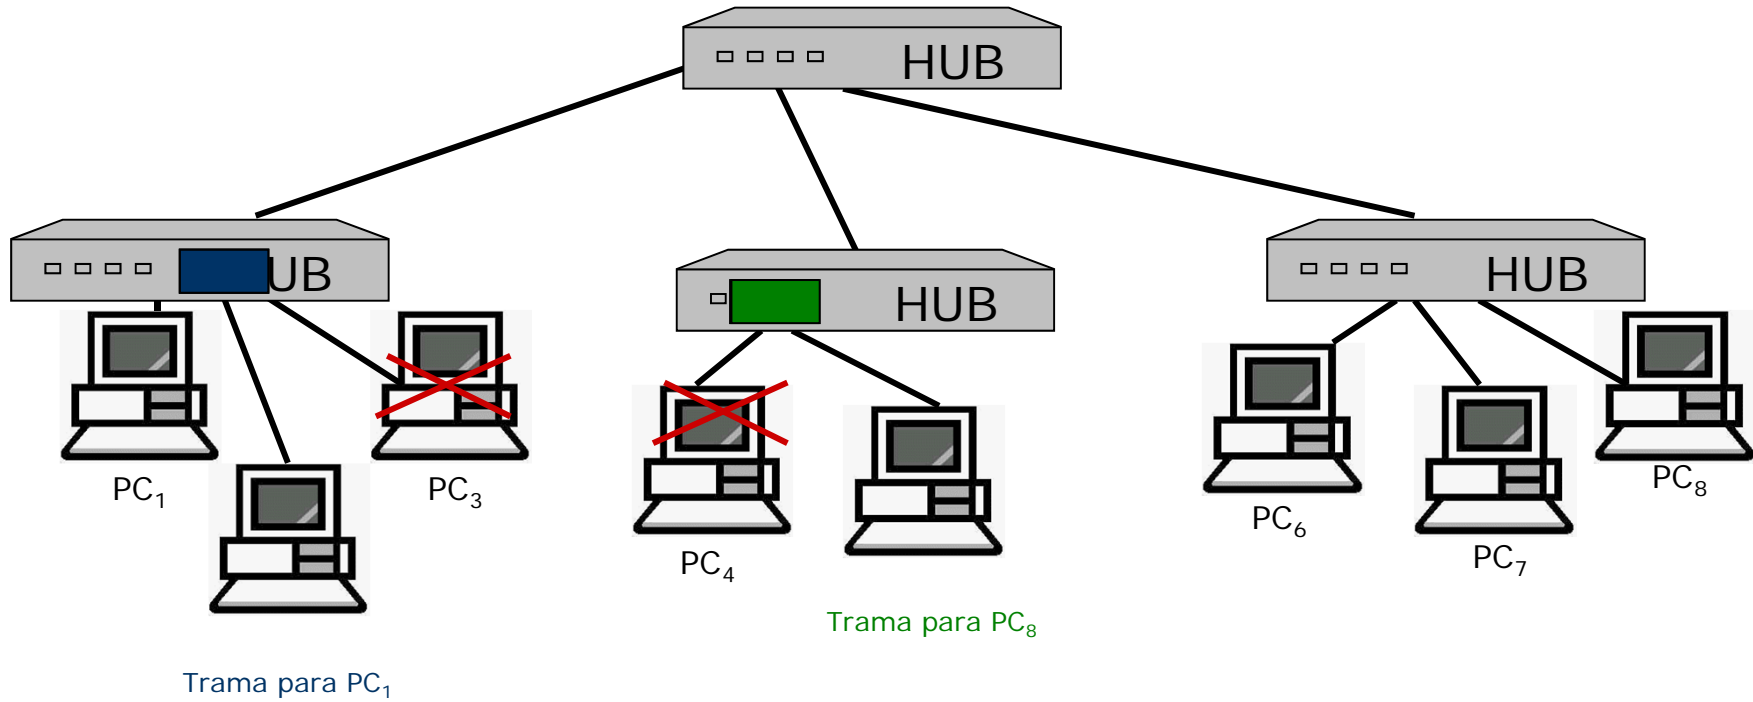 HUB
UB
HUB
HUB
PC₁
PC₃
PC₄
PC₆
PC₇
PC₈
Trama para PC₈
Trama para PC₁